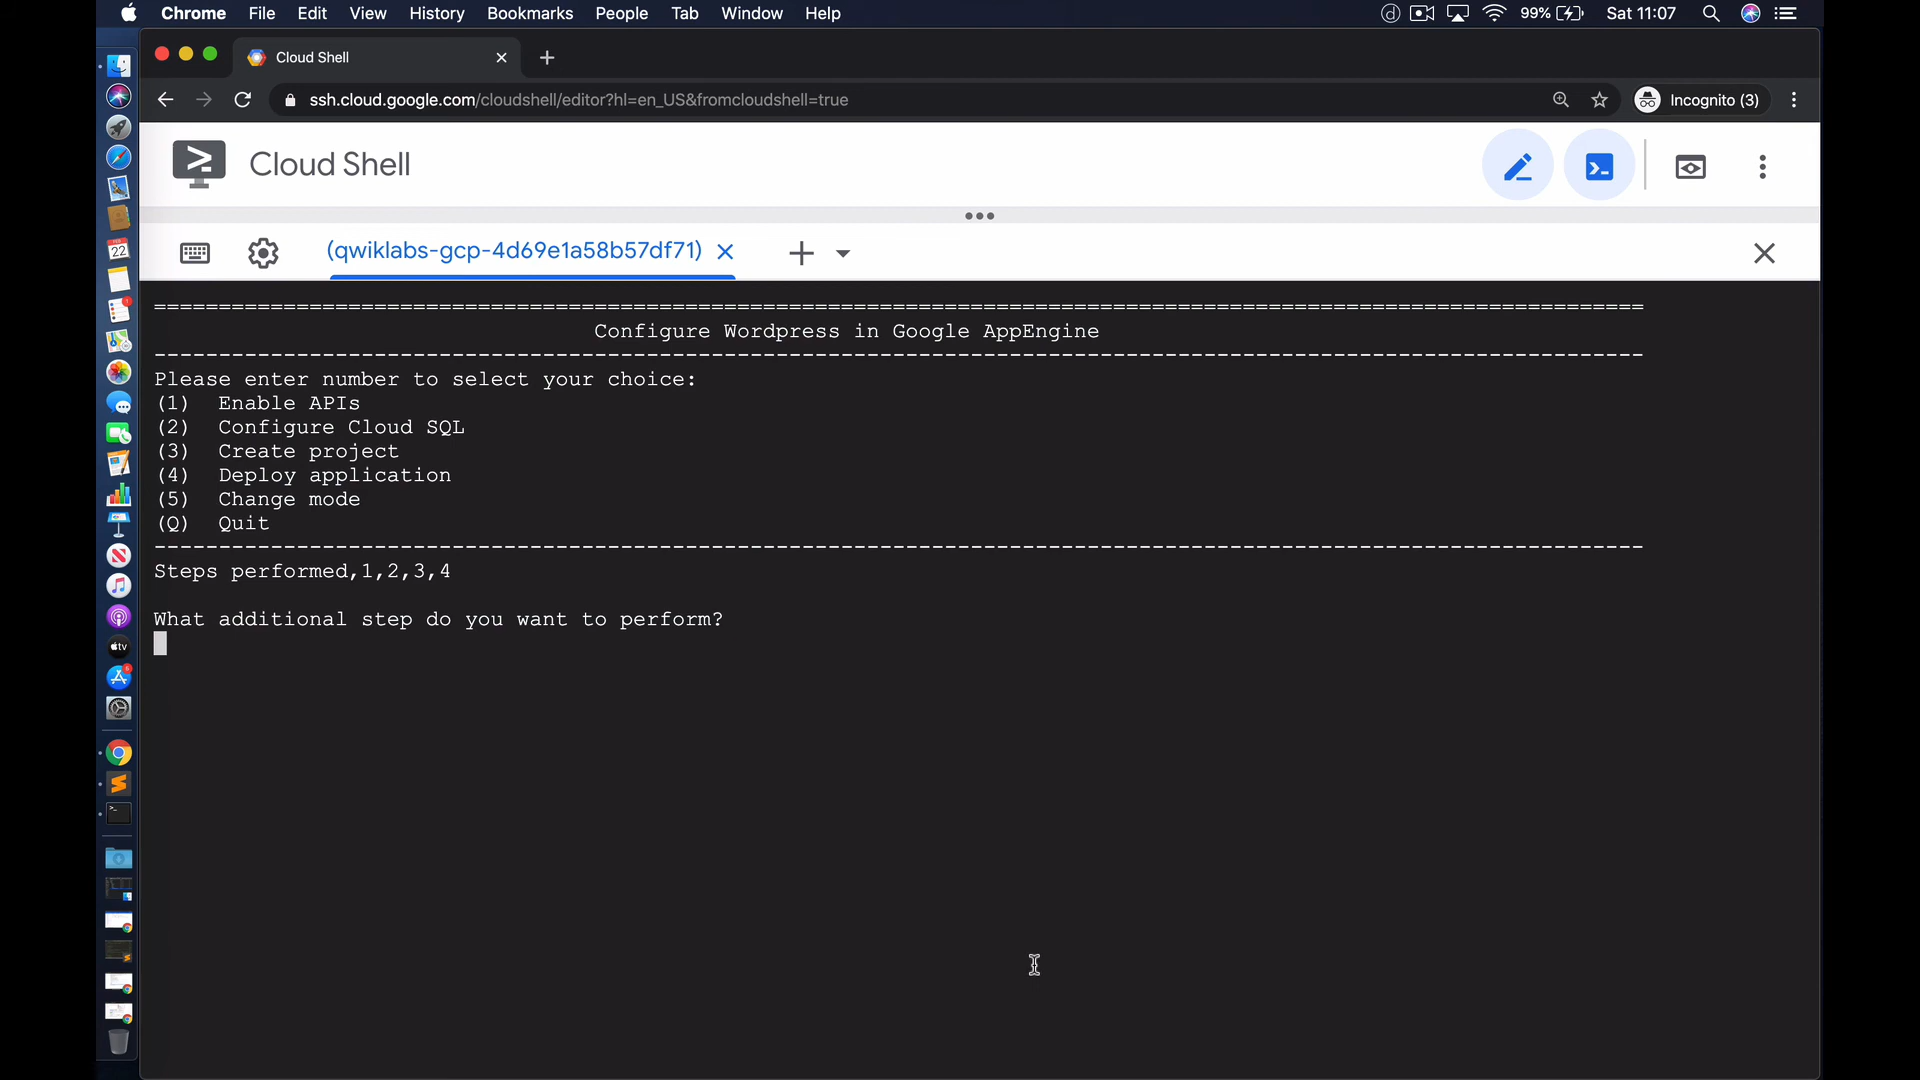 Chrome File Edit View History Bookmarks People Tab Window Help 99% Sat 11:07
Cloud Shell
ssh.cloud.google.com/cloudshell/editor?hl=en_US&fromcloudshell=true Incognito (3)
Cloud Shell
(qwiklabs-gcp-4d69e1a58b57df71)
===================================================================================================================
Configure Wordpress in Google AppEngine
-------------------------------------------------------------------------------------------------------------------
Please enter number to select your choice:
(1) Enable APIs
(2) Configure Cloud SQL
(3) Create project
(4) Deploy application
(5) Change mode
(Q) Quit
-------------------------------------------------------------------------------------------------------------------
Steps performed,1,2,3,4
What additional step do you want to perform?
22
tv